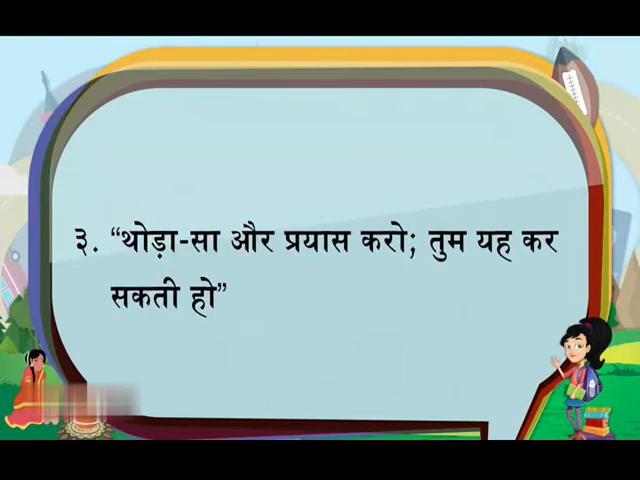 ३. “थोड़ा-सा और प्रयास करो; तुम यह कर
सकती हो”